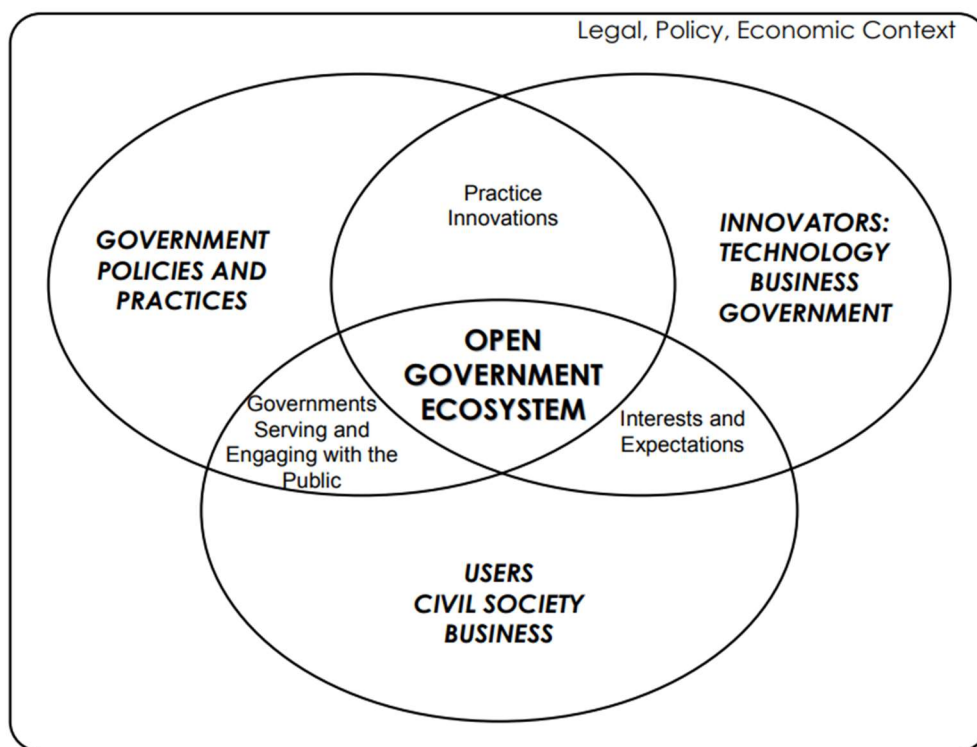 Legal, Policy, Economic Context
Practice
Innovations
GOVERNMENT
POLICIES AND
PRACTICES
INNOVATORS:
TECHNOLOGY
BUSINESS
GOVERNMENT
OPEN
GOVERNMENT
ECOSYSTEM
Governments
Serving and
Engaging with the
Public
Interests and
Expectations
USERS
CIVIL SOCIETY
BUSINESS